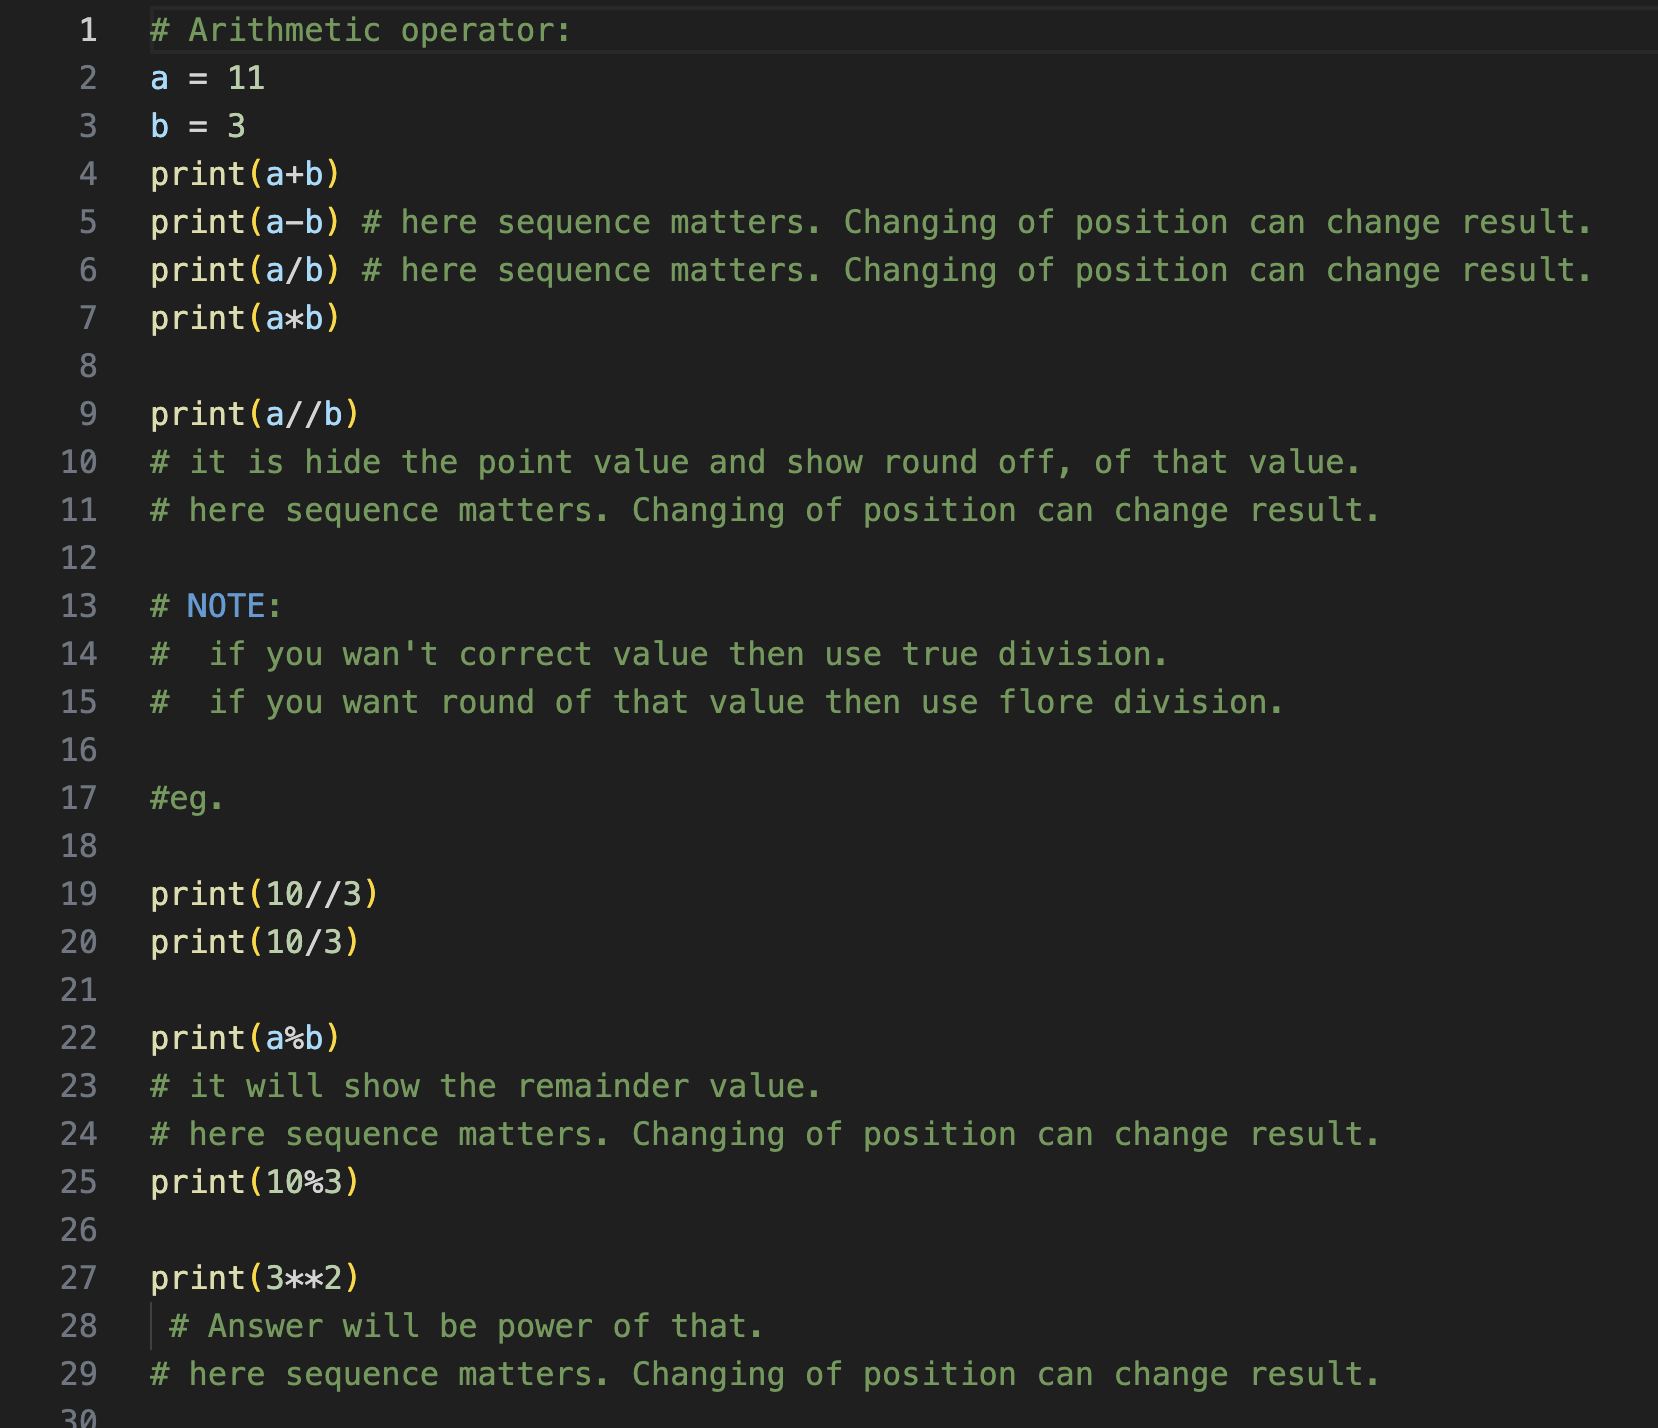 1 # Arithmetic operator:
2 a = 11
3 b = 3
4 print(a+b)
5 print(a-b) # here sequence matters. Changing of position can change result.
6 print(a/b) # here sequence matters. Changing of position can change result.
7 print(a*b)
8
9 print(a//b)
10 # it is hide the point value and show round off, of that value.
11 # here sequence matters. Changing of position can change result.
12
13 # NOTE:
14 #  if you wan't correct value then use true division.
15 #  if you want round of that value then use flore division.
16
17 #eg.
18
19 print(10//3)
20 print(10/3)
21
22 print(a%b)
23 # it will show the remainder value.
24 # here sequence matters. Changing of position can change result.
25 print(10%3)
26
27 print(3**2)
28  # Answer will be power of that.
29 # here sequence matters. Changing of position can change result.
30